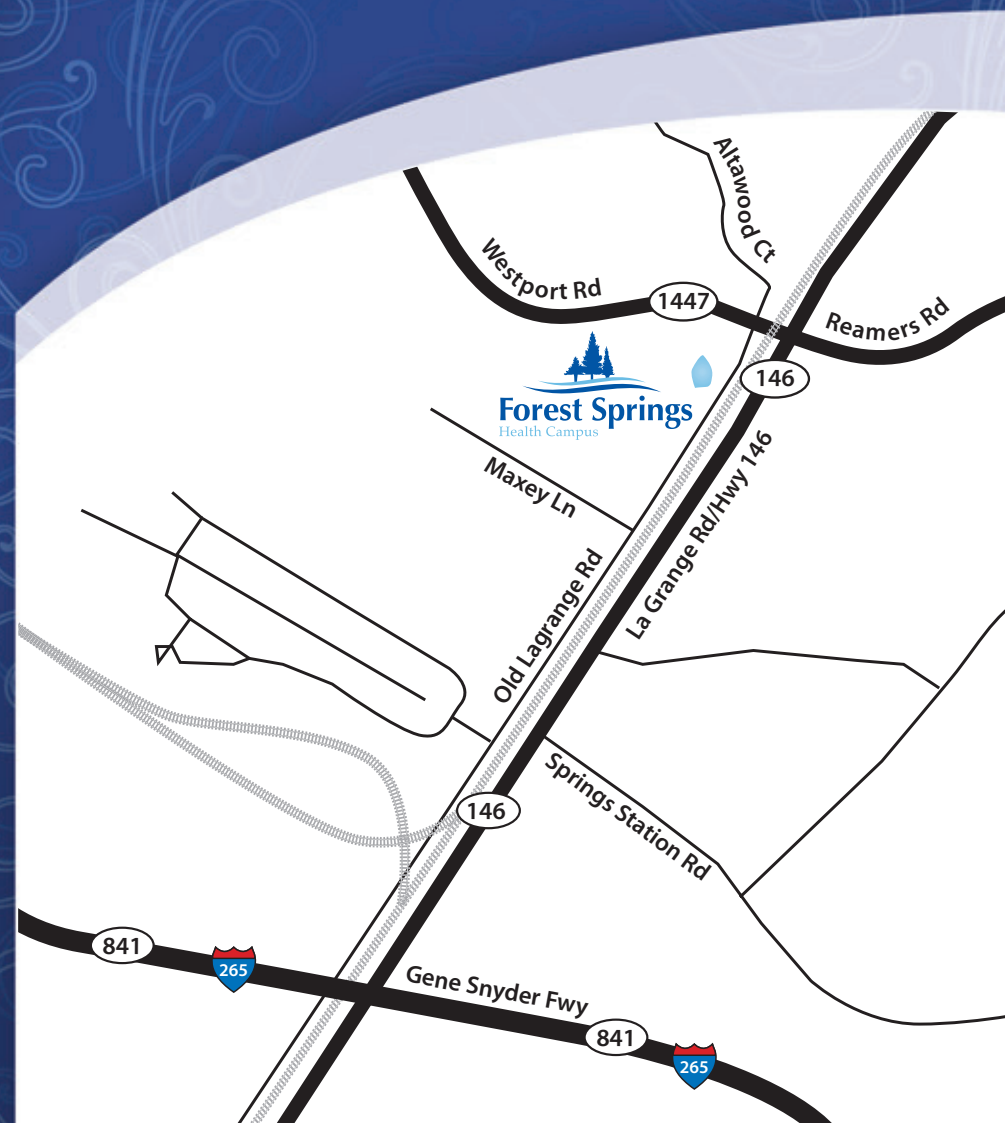 Altawood Ct
Westport Rd
1447
Reamers Rd
146
Forest Springs
Health Campus
Maxey Ln
La Grange Rd/Hwy 146
Old Lagrange Rd
Springs Station Rd
146
841
265
Gene Snyder Fwy
841
265